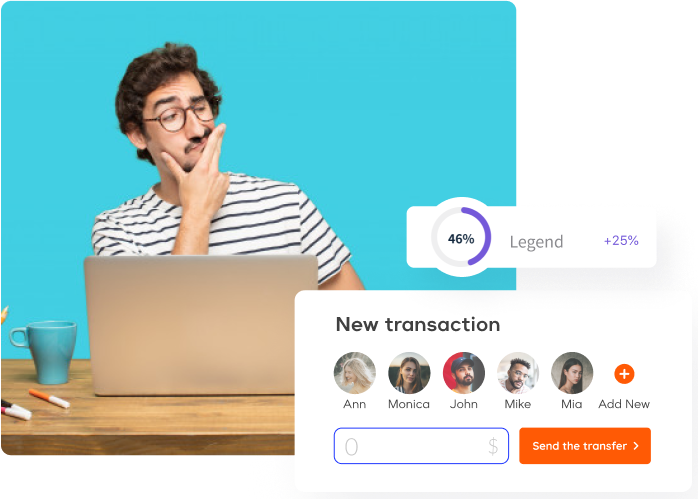 46%
Legend
+25%
New transaction
Ann Monica John Mike Mia Add New
0 $
Send the transfer >